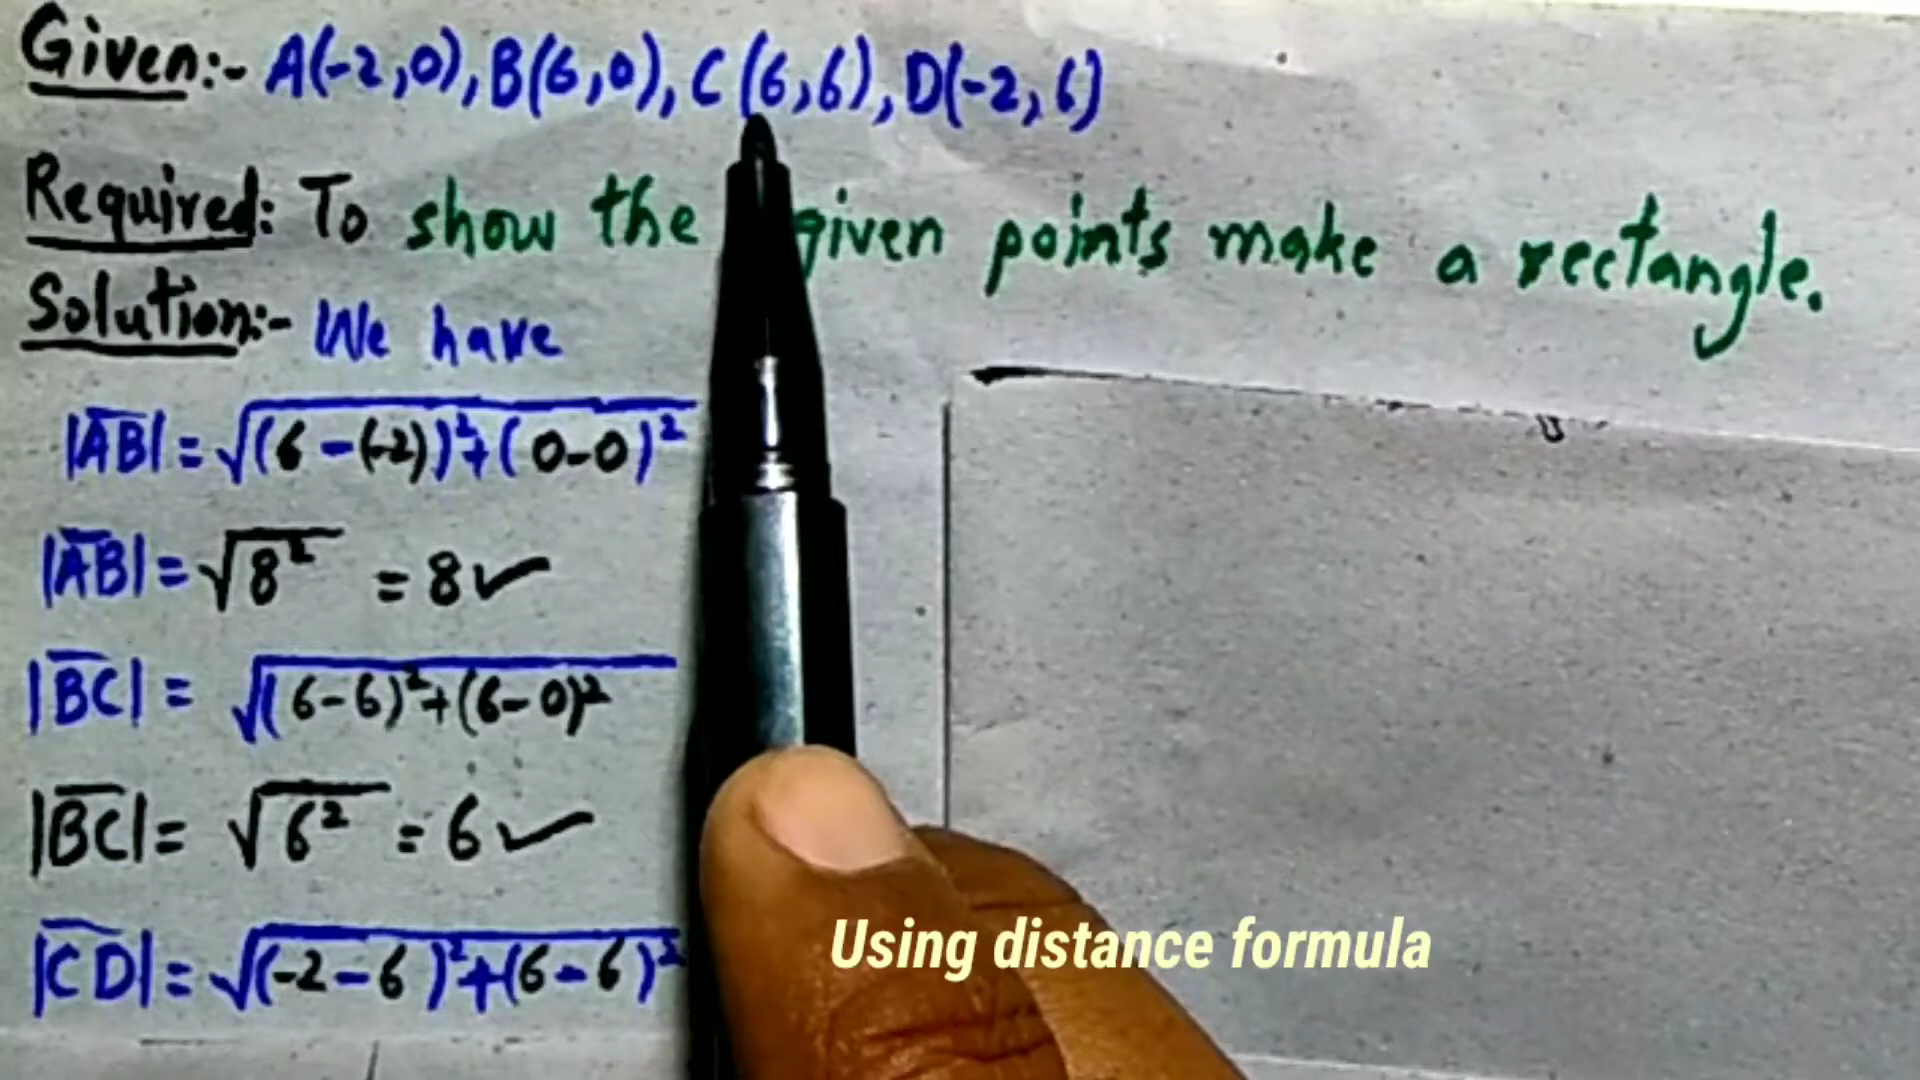 Given:- A(-2,0), B(6,0), C(6,6), D(-2,6)
Required: To show the given points make a rectangle.
Solution:- We have
|AB| = √(6-(-2))²+(0-0)²
|AB| = √8² = 8✓
|BC| = √(6-6)²+(6-0)²
|BC| = √6² = 6✓
|CD| = √(-2-6)²+(6-6)²
Using distance formula